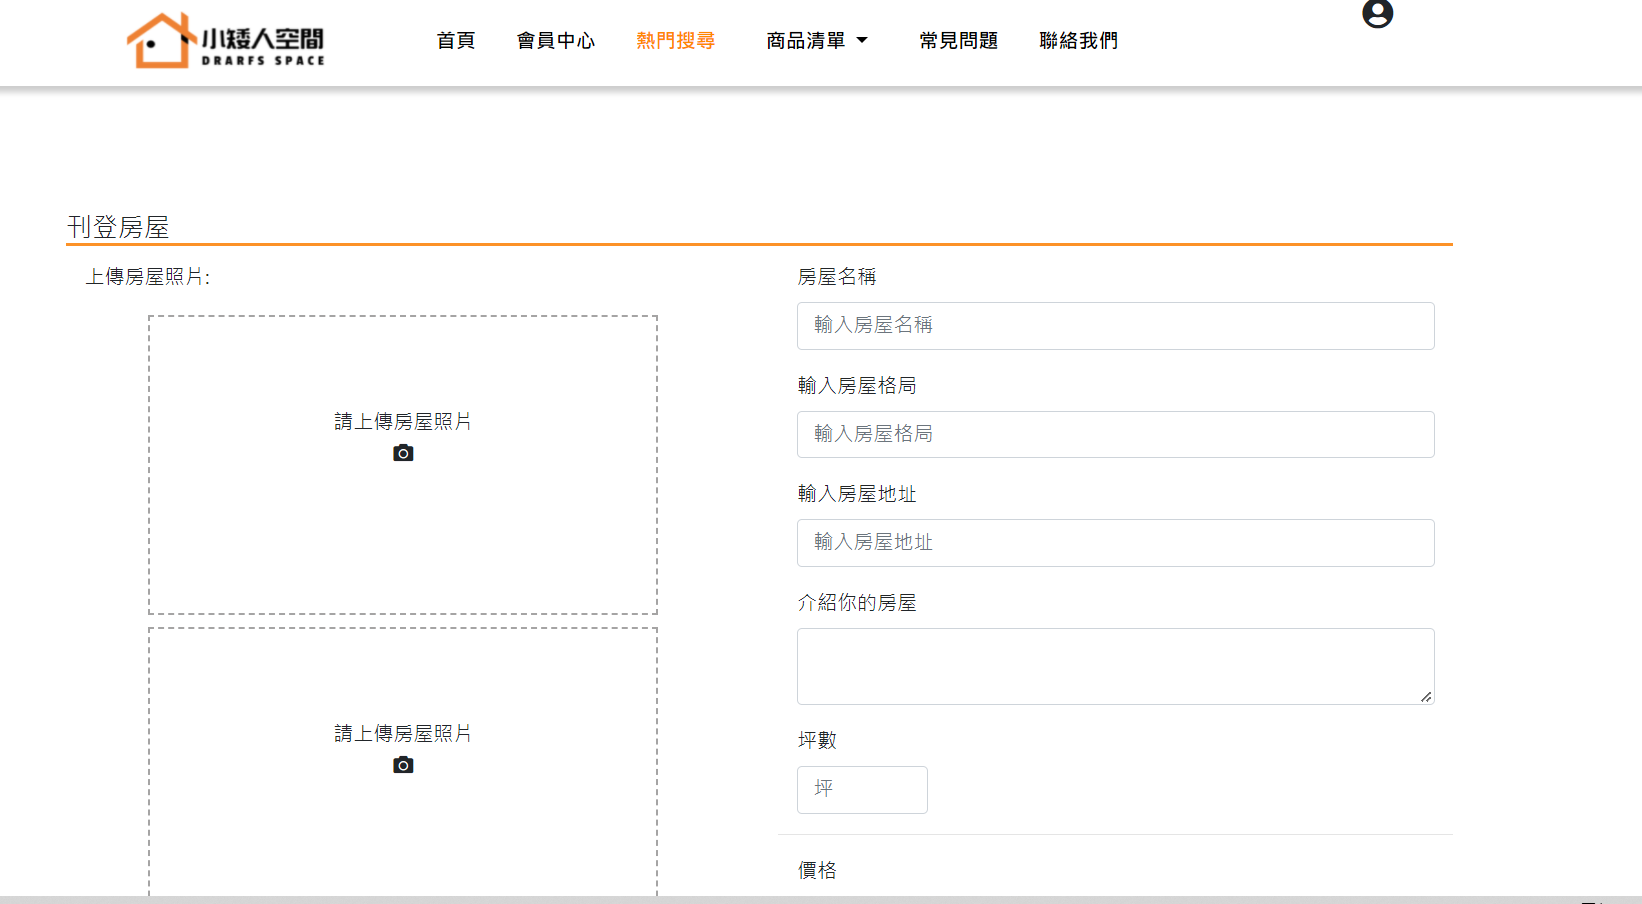 小矮人空間
DRARFS SPACE
首頁 會員中心 熱門搜尋 商品清單 常見問題 聯絡我們
刊登房屋
上傳房屋照片:
請上傳房屋照片
請上傳房屋照片
房屋名稱
輸入房屋名稱
輸入房屋格局
輸入房屋格局
輸入房屋地址
輸入房屋地址
介紹你的房屋
坪數
坪
價格